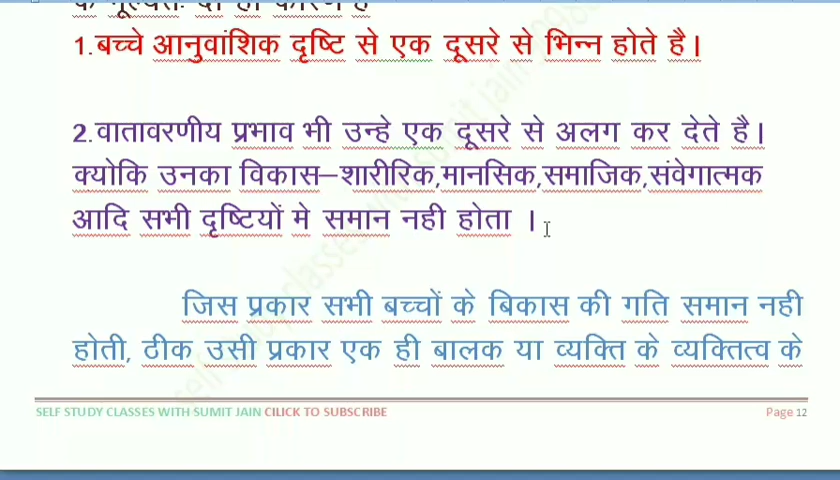 के मूल्यतः दो ही कारण है
1.बच्चे आनुवांशिक दृष्टि से एक दूसरे से भिन्न होते है।
2.वातावरणीय प्रभाव भी उन्हे एक दूसरे से अलग कर देते है।
क्योकि उनका विकास–शारीरिक,मानसिक,समाजिक,संवेगात्मक
आदि सभी दृष्टियों मे समान नही होता ।
जिस प्रकार सभी बच्चों के बिकास की गति समान नही
होती, ठीक उसी प्रकार एक ही बालक या व्यक्ति के व्यक्तित्व के
SELF STUDY CLASSES WITH SUMIT JAIN CILICK TO SUBSCRIBE
Page 12